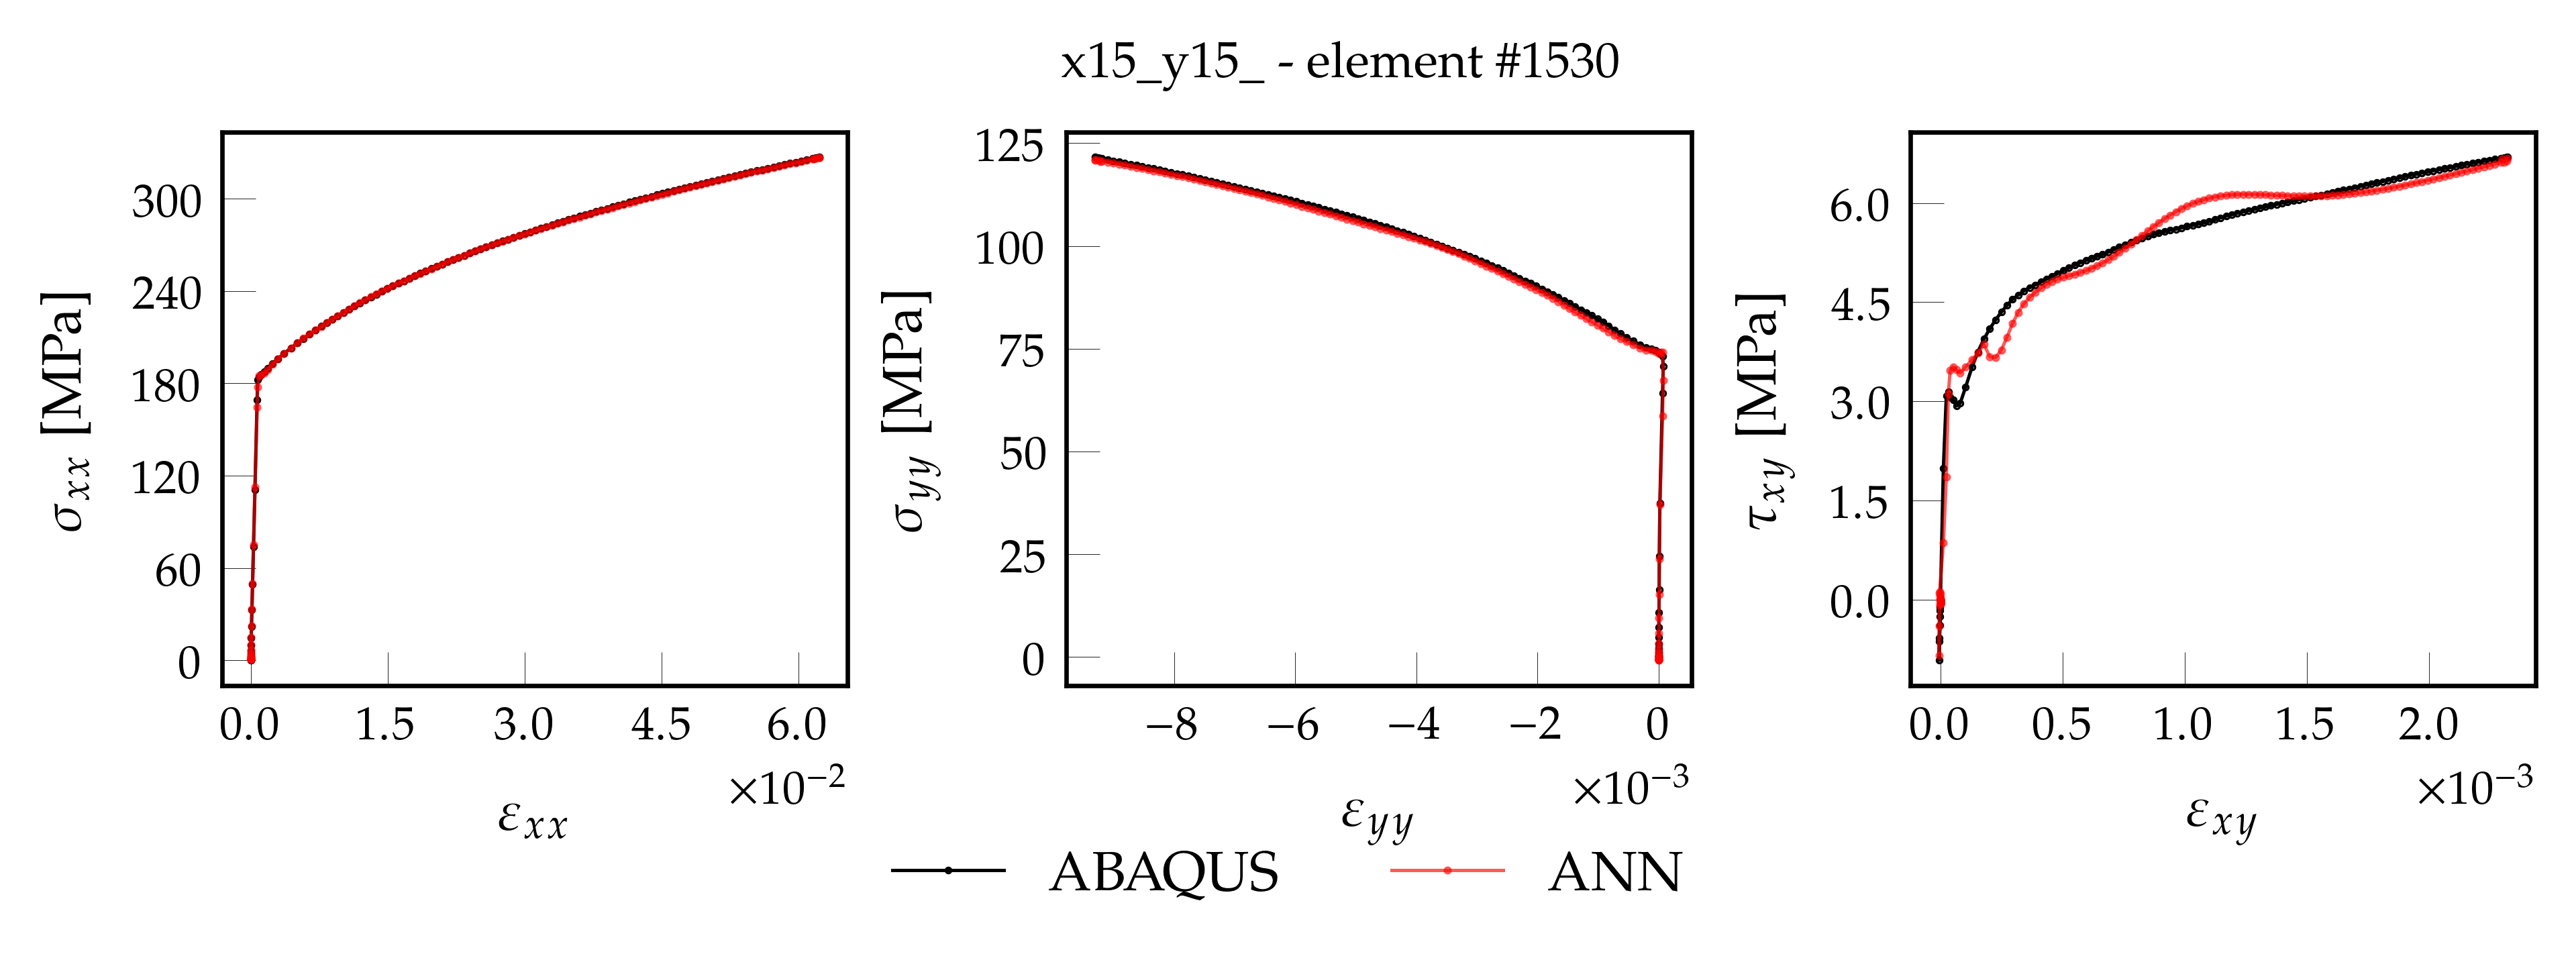 x15_y15_ - element #1530
σxx [MPa]
300
240
180
120
60
0
0.0 1.5 3.0 4.5 6.0
×10−2
εxx
σyy [MPa]
125
100
75
50
25
0
−8 −6 −4 −2 0
×10−3
εyy
τxy [MPa]
6.0
4.5
3.0
1.5
0.0
0.0 0.5 1.0 1.5 2.0
×10−3
εxy
ABAQUS ANN